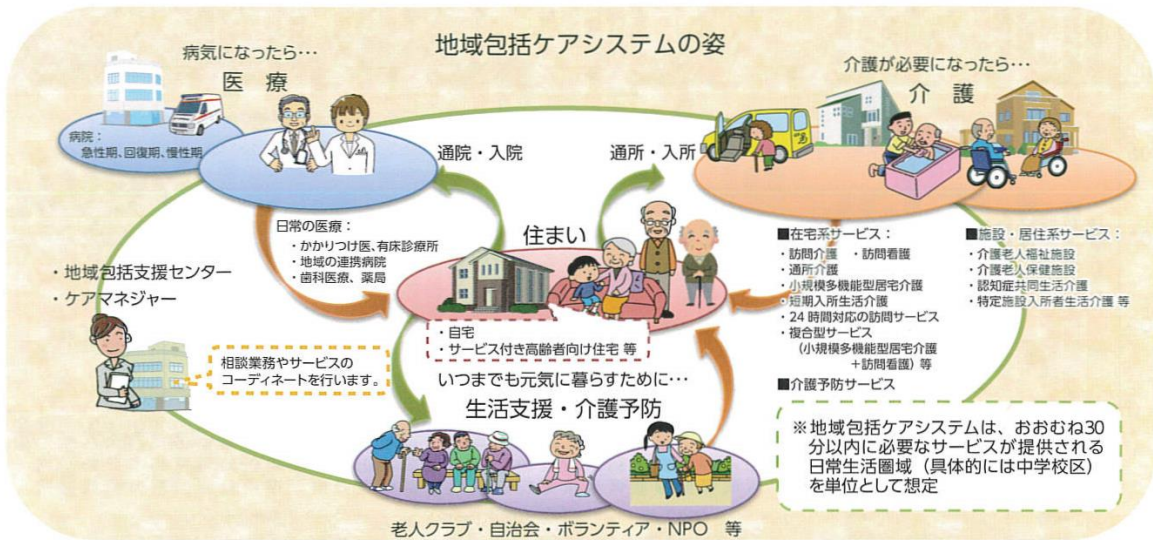 地域包括ケアシステムの姿
病気になったら…
医 療
病院：
急性期、回復期、慢性期
通院・入院
日常の医療：
・かかりつけ医、有床診療所
・地域の連携病院
・歯科医療、薬局
介護が必要になったら…
介 護
通所・入所
■在宅系サービス：
・訪問介護 ・訪問看護
・通所介護
・小規模多機能型居宅介護
・短期入所生活介護
・24時間対応の訪問サービス
・複合型サービス
（小規模多機能型居宅介護
＋訪問看護）等
■介護予防サービス
■施設・居住系サービス：
・介護老人福祉施設
・介護老人保健施設
・認知症共同生活介護
・特定施設入所者生活介護 等
住まい
・自宅
・サービス付き高齢者向け住宅 等
・地域包括支援センター
・ケアマネジャー
相談業務やサービスの
コーディネートを行います。
いつまでも元気に暮らすために…
生活支援・介護予防
老人クラブ・自治会・ボランティア・NPO 等
※地域包括ケアシステムは、おおむね30
分以内に必要なサービスが提供される
日常生活圏域（具体的には中学校区）
を単位として想定